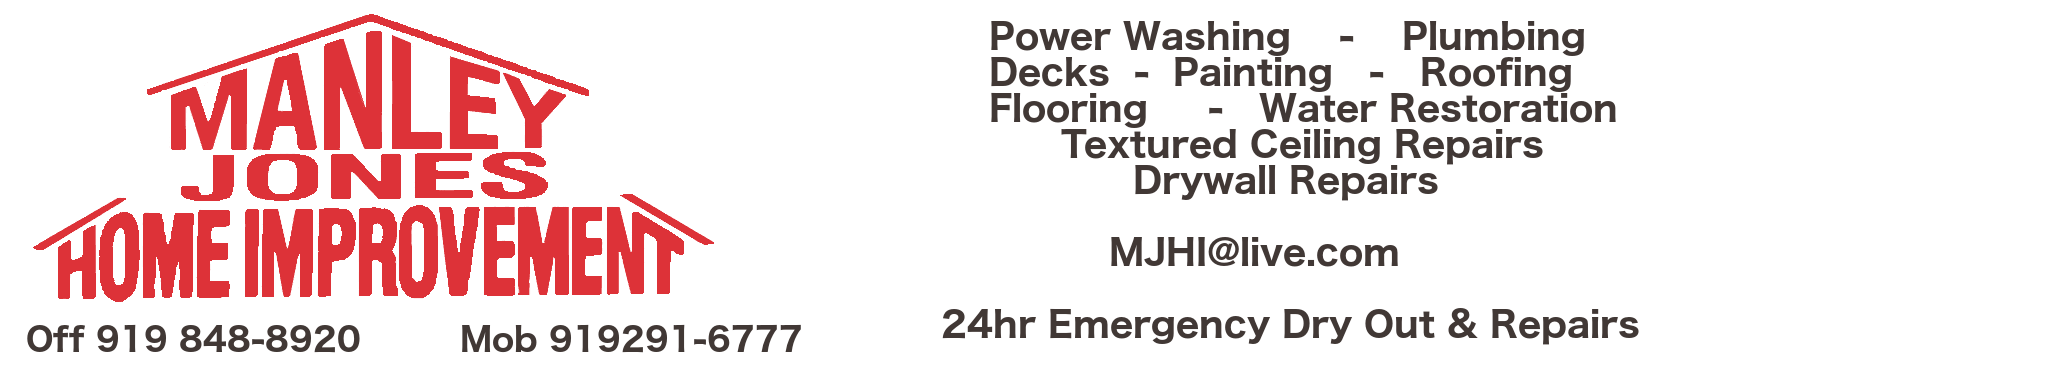 MANLEY
JONES
HOME IMPROVEMENT
Off 919 848-8920 Mob 919291-6777
Power Washing - Plumbing
Decks - Painting - Roofing
Flooring - Water Restoration
Textured Ceiling Repairs
Drywall Repairs
MJHI@live.com
24hr Emergency Dry Out & Repairs